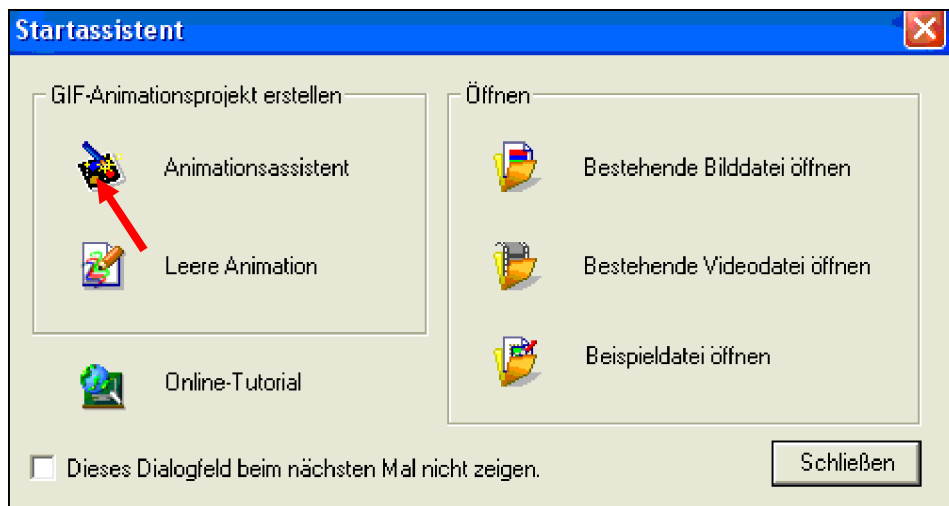 Startassistent
GIF-Animationsprojekt erstellen
Animationsassistent
Leere Animation
Online-Tutorial
Öffnen
Bestehende Bilddatei öffnen
Bestehende Videodatei öffnen
Beispieldatei öffnen
Dieses Dialogfeld beim nächsten Mal nicht zeigen.
Schließen